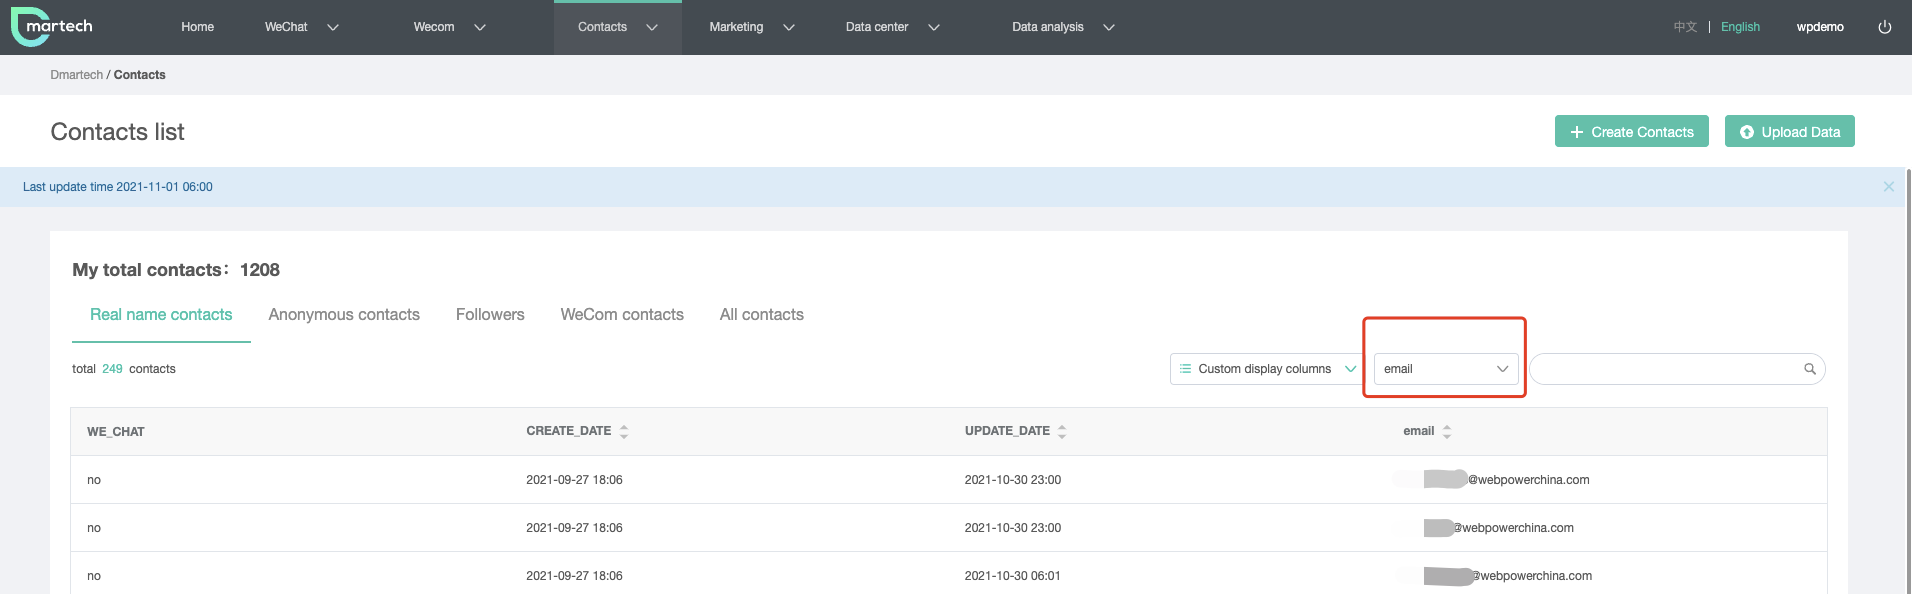 martech Home WeChat Wecom Contacts Marketing Data center Data analysis 中文 | English wpdemo
Dmartech / Contacts
Contacts list + Create Contacts Upload Data
Last update time 2021-11-01 06:00
My total contacts： 1208
Real name contacts Anonymous contacts Followers WeCom contacts All contacts
total 249 contacts Custom display columns email
WE_CHAT CREATE_DATE UPDATE_DATE email
no 2021-09-27 18:06 2021-10-30 23:00 @webpowerchina.com
no 2021-09-27 18:06 2021-10-30 23:00 @webpowerchina.com
no 2021-09-27 18:06 2021-10-30 06:01 @webpowerchina.com